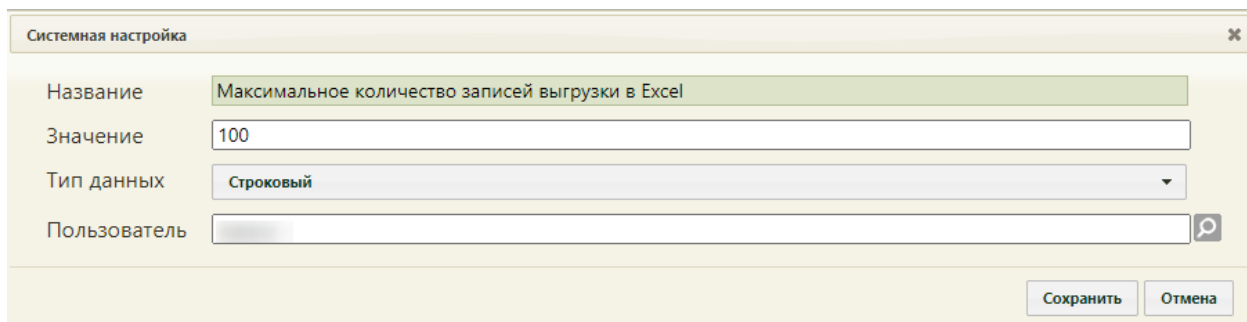 Системная настройка
Название Максимальное количество записей выгрузки в Excel
Значение 100
Тип данных Строковый
Пользователь
Сохранить Отмена